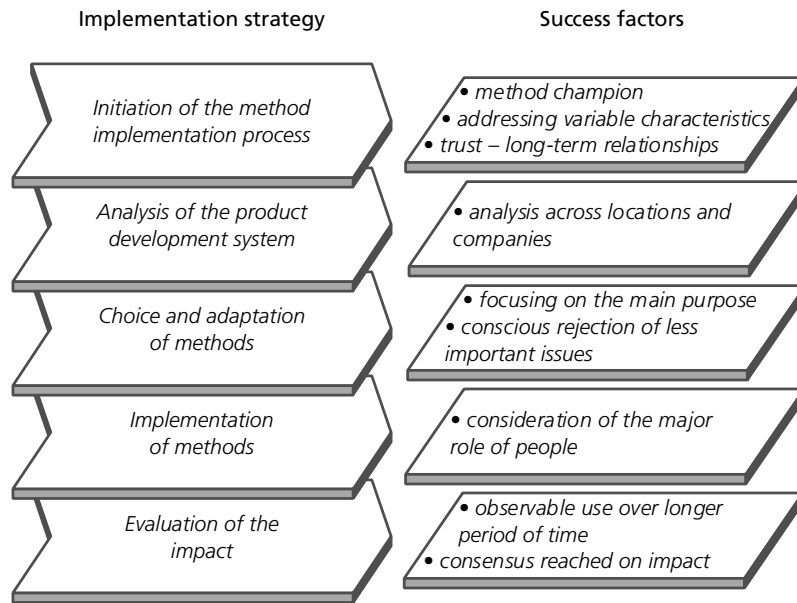 Implementation strategy
Success factors
Initiation of the method
implementation process
• method champion
• addressing variable characteristics
• trust – long-term relationships
Analysis of the product
development system
• analysis across locations and
companies
Choice and adaptation
of methods
• focusing on the main purpose
• conscious rejection of less
important issues
Implementation
of methods
• consideration of the major
role of people
Evaluation of the
impact
• observable use over longer
period of time
• consensus reached on impact